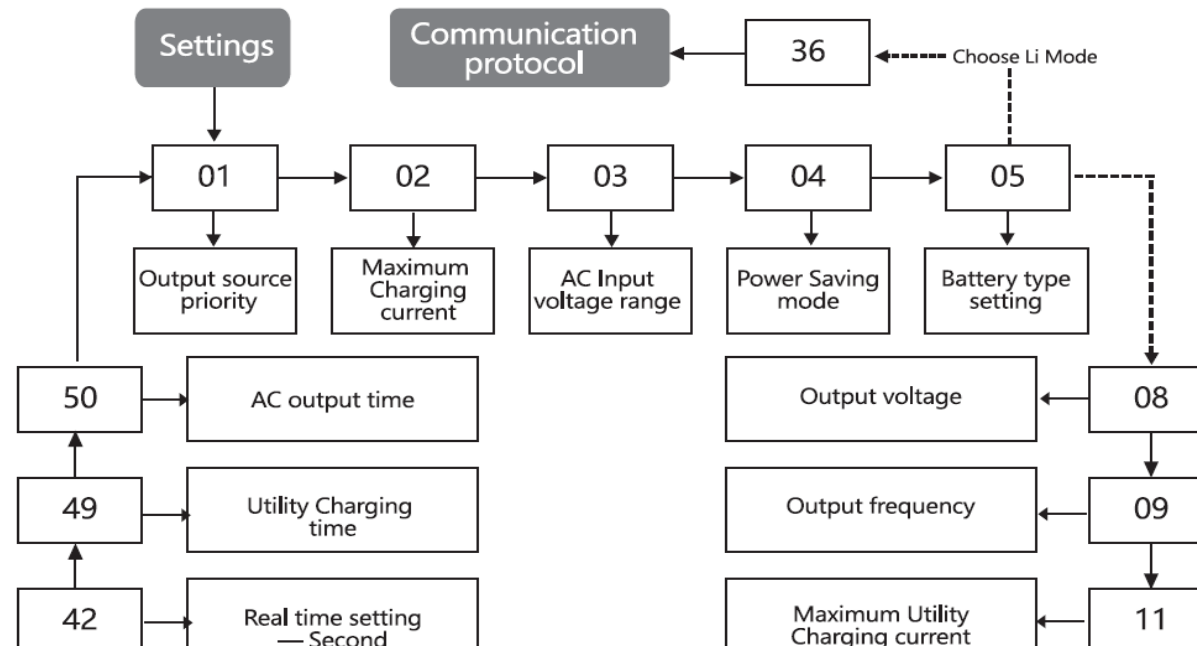 Settings
Communication
protocol
36
Choose Li Mode
01
02
03
04
05
Output source
priority
Maximum
Charging
current
AC Input
voltage range
Power Saving
mode
Battery type
setting
50
AC output time
Output voltage
08
49
Utility Charging
time
Output frequency
09
42
Real time setting
— Second
Maximum Utility
Charging current
11